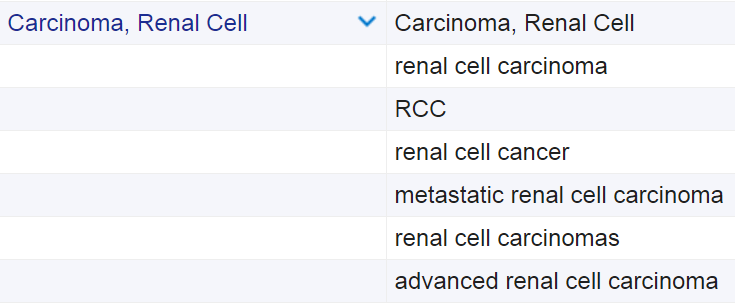 Carcinoma, Renal Cell Carcinoma, Renal Cell
renal cell carcinoma
RCC
renal cell cancer
metastatic renal cell carcinoma
renal cell carcinomas
advanced renal cell carcinoma